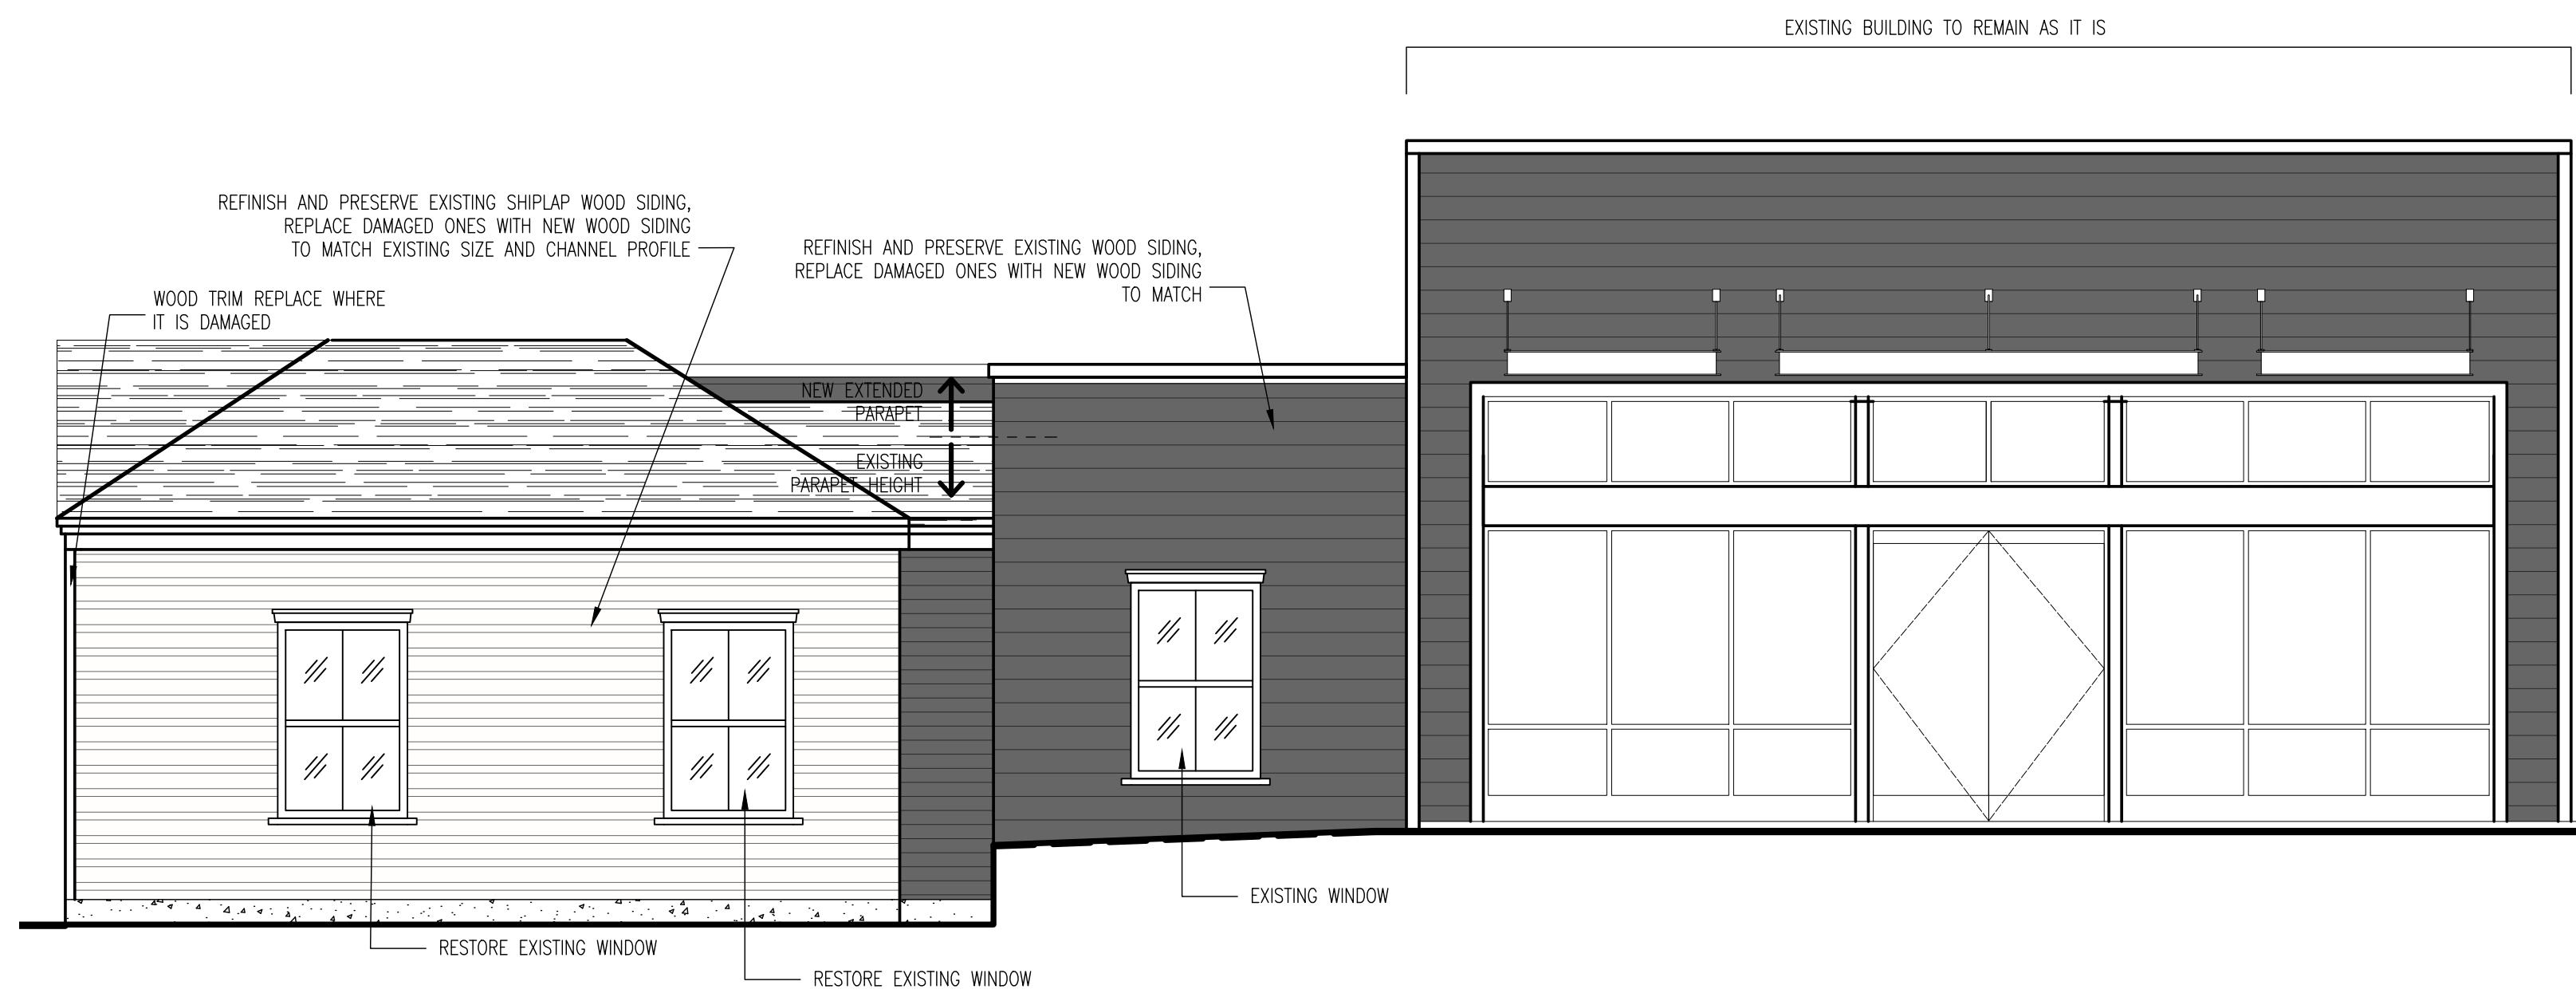 EXISTING BUILDING TO REMAIN AS IT IS
REFINISH AND PRESERVE EXISTING SHIPLAP WOOD SIDING,
REPLACE DAMAGED ONES WITH NEW WOOD SIDING
TO MATCH EXISTING SIZE AND CHANNEL PROFILE
REFINISH AND PRESERVE EXISTING WOOD SIDING,
REPLACE DAMAGED ONES WITH NEW WOOD SIDING
TO MATCH
WOOD TRIM REPLACE WHERE
IT IS DAMAGED
NEW EXTENDED
PARAPET
EXISTING
PARAPET HEIGHT
EXISTING WINDOW
RESTORE EXISTING WINDOW
RESTORE EXISTING WINDOW